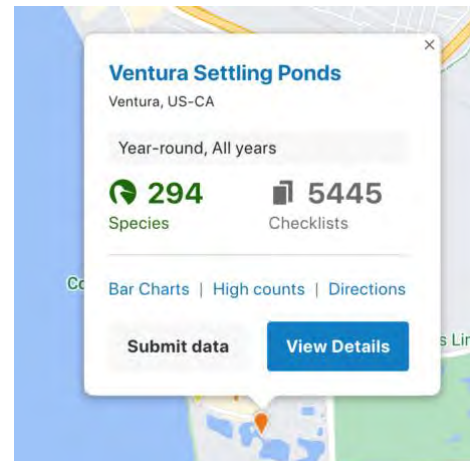 ×
Ventura Settling Ponds
Ventura, US-CA
Year-round, All years
294 5445
Species Checklists
Bar Charts | High counts | Directions
Submit data View Details